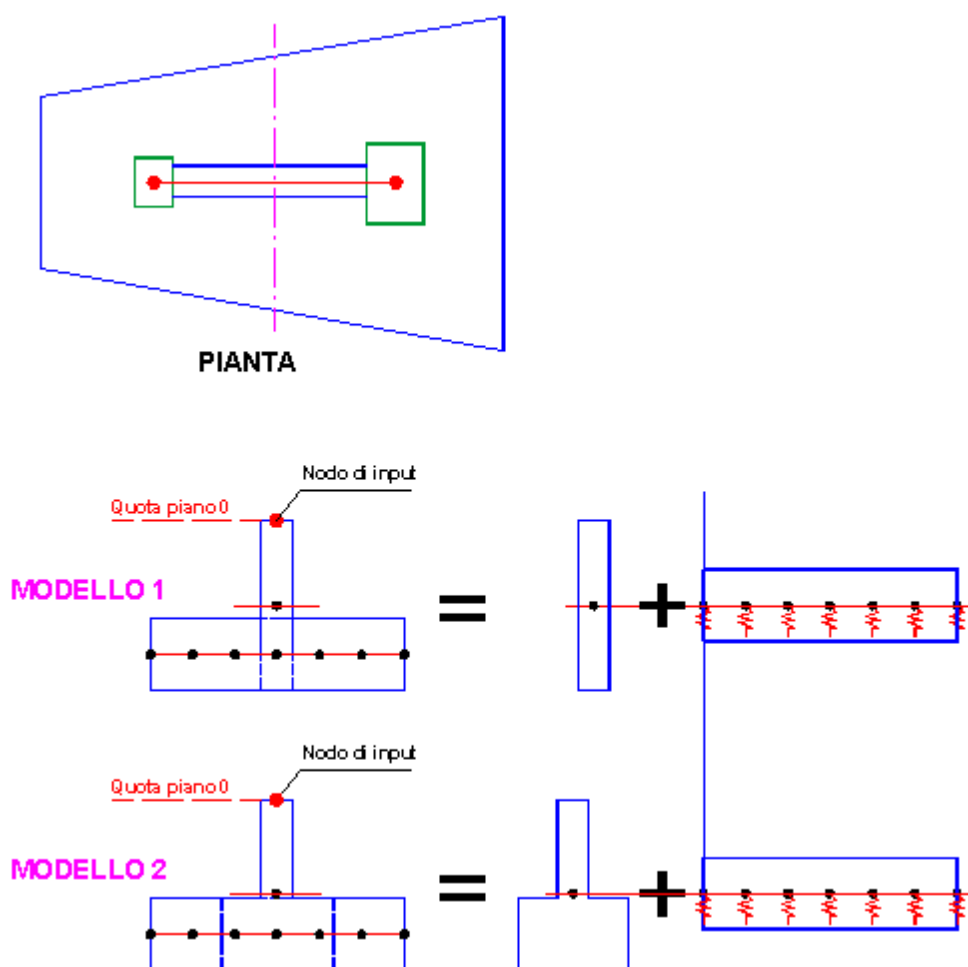 PIANTA
Nodo di input
Quota piano 0
MODELLO 1
=
+
Nodo di input
Quota piano 0
MODELLO 2
=
+